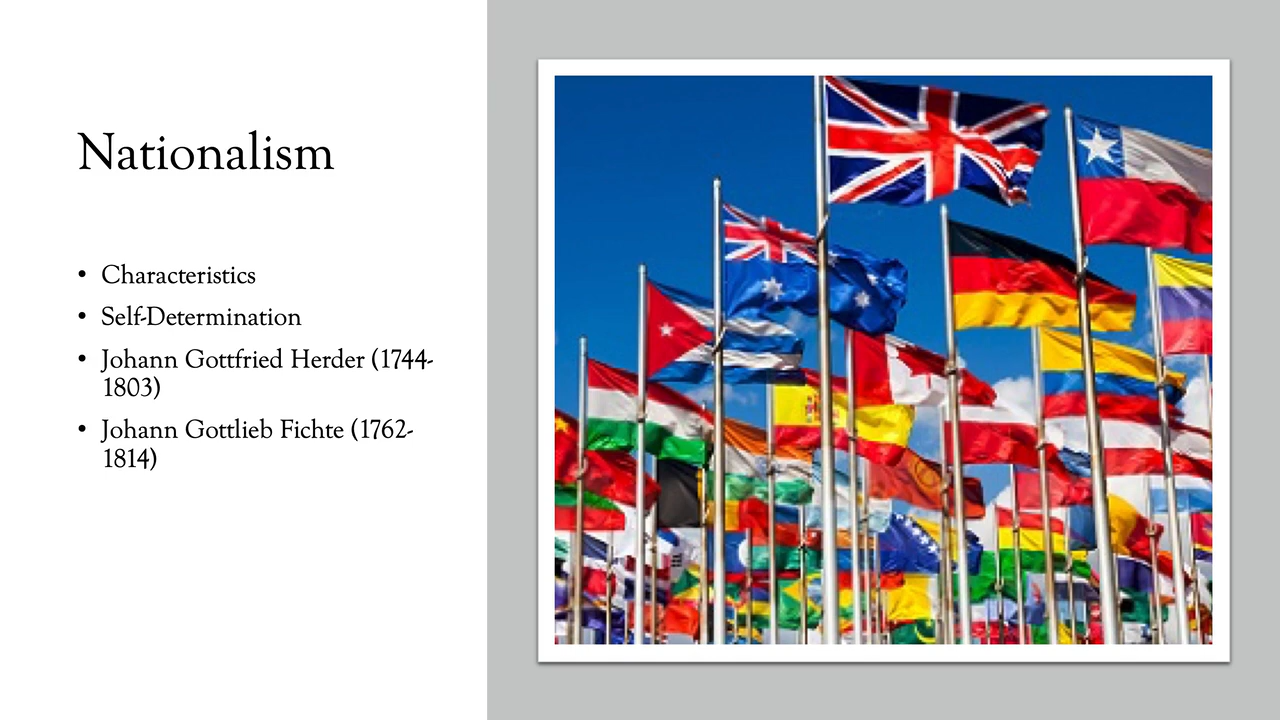 Nationalism
• Characteristics
• Self-Determination
• Johann Gottfried Herder (1744-
1803)
• Johann Gottlieb Fichte (1762-
1814)